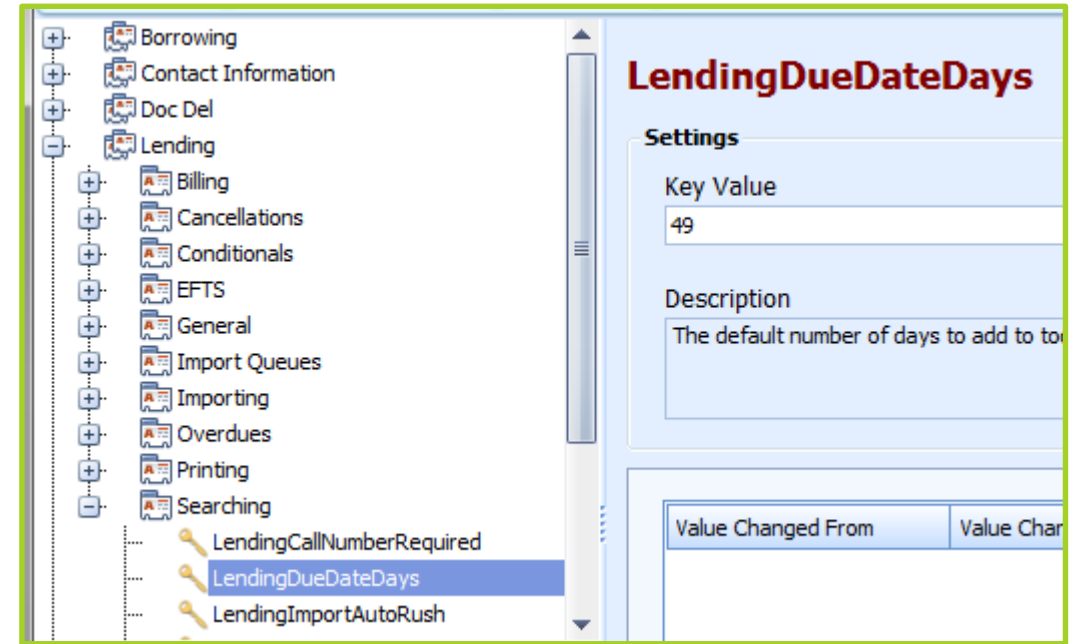 Borrowing
Contact Information
Doc Del
Lending
Billing
Cancellations
Conditionals
EFTS
General
Import Queues
Importing
Overdues
Printing
Searching
LendingCallNumberRequired
LendingDueDateDays
LendingImportAutoRush
LendingDueDateDays
Settings
Key Value
49
Description
The default number of days to add to
Value Changed From
Value